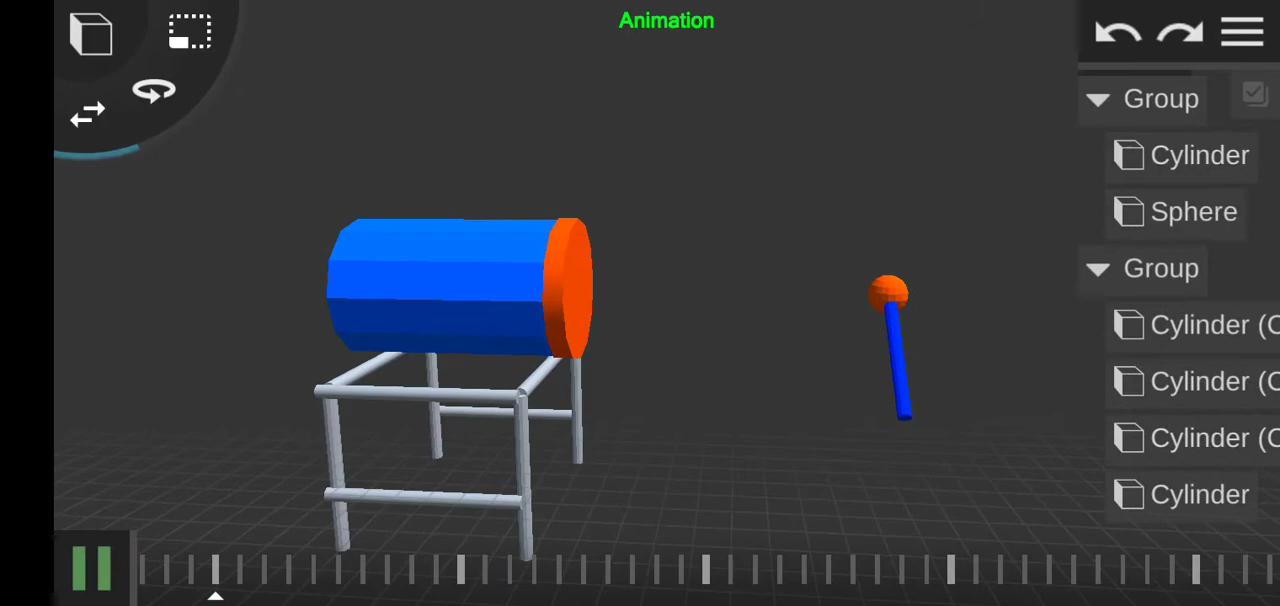 Animation
Group
Cylinder
Sphere
Group
Cylinder (C
Cylinder (C
Cylinder (C
Cylinder